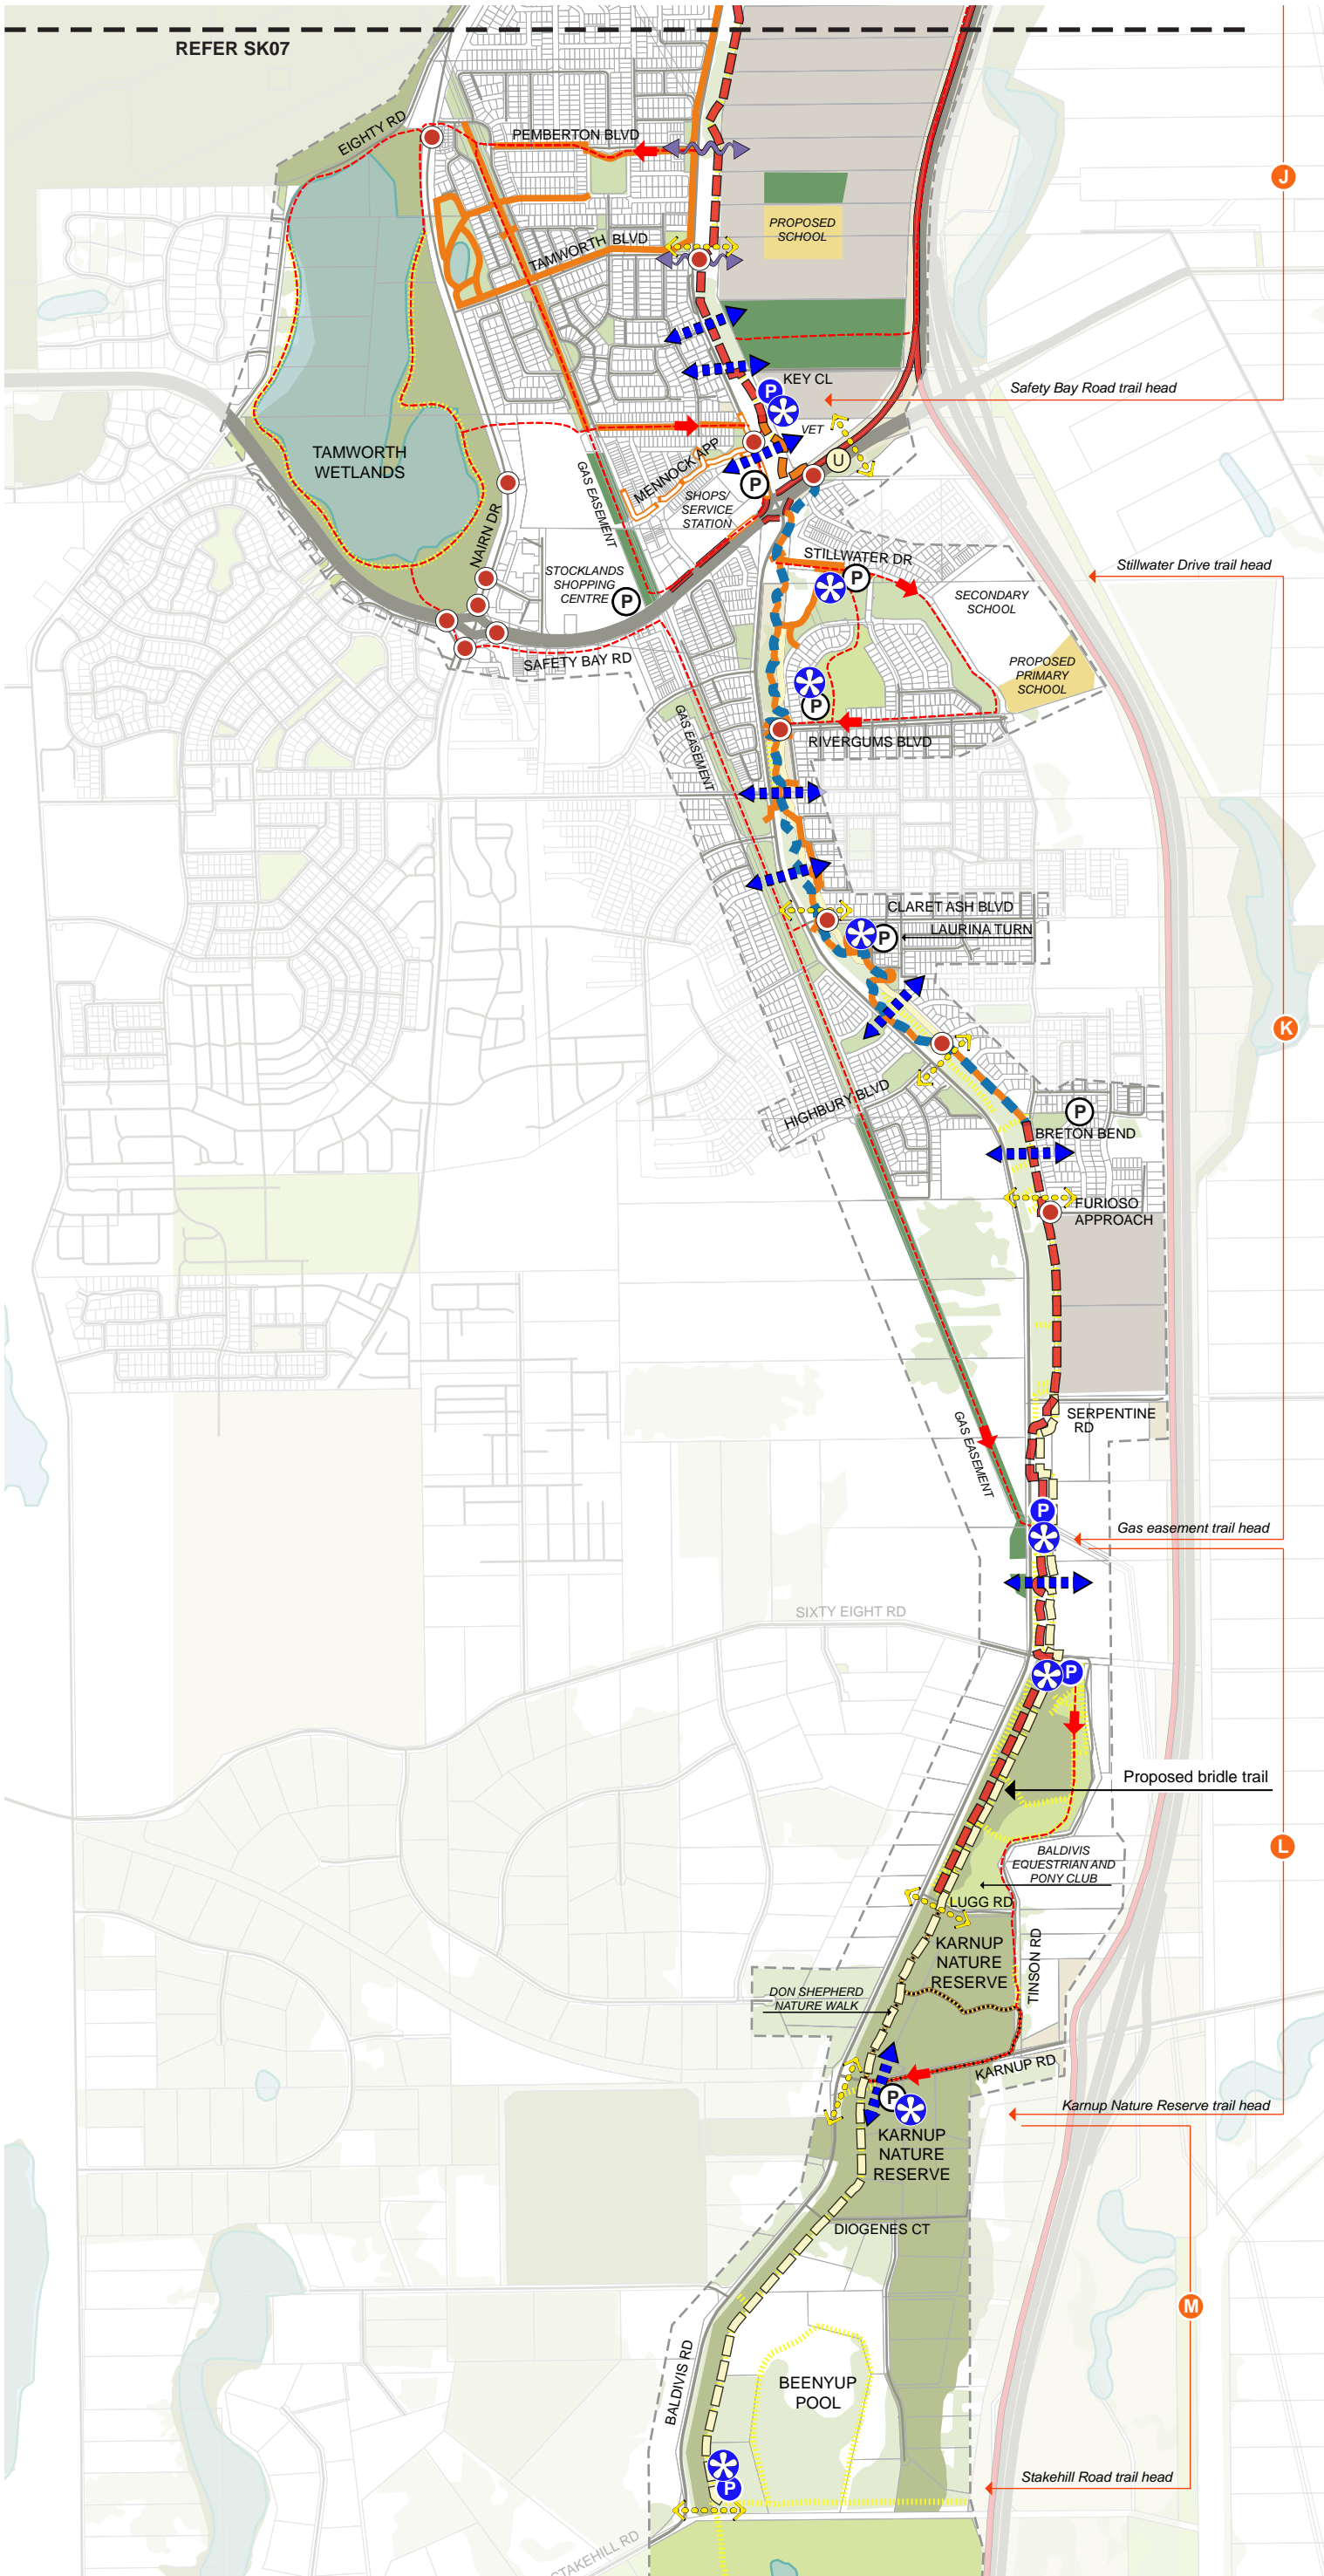 REFER SK07
EIGHTY RD
PEMBERTON BLVD
J
PROPOSED
SCHOOL
TAMWORTH BLVD
KEY CL
P
Safety Bay Road trail head
VET
U
TAMWORTH
WETLANDS
GAS EASEMENT
MENNOCK APP
P
SHOPS/
SERVICE
STATION
NAIRN DR
STILLWATER DR
STOCKLANDS
SHOPPING
CENTRE
P
P
Stillwater Drive trail head
SECONDARY
SCHOOL
SAFETY BAY RD
PROPOSED
PRIMARY
SCHOOL
P
GAS EASEMENT
RIVERGUMS BLVD
CLARET ASH BLVD
P
LAURINA TURN
K
HIGHBURY BLVD
P
BRETON BEND
FURIOSO
APPROACH
SERPENTINE
RD
GAS EASEMENT
P
Gas easement trail head
SIXTY EIGHT RD
P
Proposed bridle trail
L
BALDIVIS
EQUESTRIAN AND
PONY CLUB
LUGG RD
KARNUP
NATURE
RESERVE
TINSON RD
DON SHEPHERD
NATURE WALK
KARNUP RD
P
Karnup Nature Reserve trail head
KARNUP
NATURE
RESERVE
DIOGENES CT
M
BALDIVIS RD
BEENYUP
POOL
P
Stakehill Road trail head
STAKEHILL RD